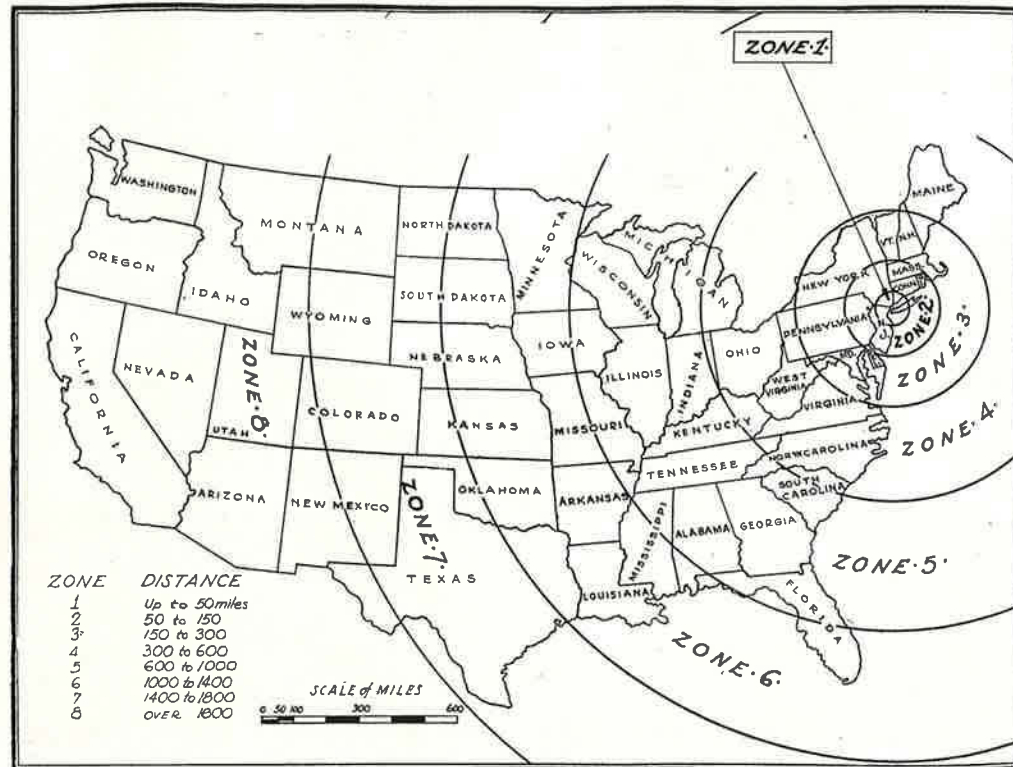 ZONE·1·
MAINE
WASHINGTON
MONTANA
NORTH DAKOTA
MINNESOTA
MICHIGAN
WISCONSIN
VT.
N.H.
MASS.
CONN
NEW YORK
OREGON
IDAHO
WYOMING
SOUTH DAKOTA
IOWA
PENNSYLVANIA
N.J.
ZONE·2·
ZONE·3·
CALIFORNIA
NEVADA
UTAH
ZONE·8·
NEBRASKA
ILLINOIS
INDIANA
OHIO
MD.
WEST
VIRGINIA
VIRGINIA
ZONE·4·
COLORADO
KANSAS
MISSOURI
KENTUCKY
NORTH CAROLINA
TENNESSEE
SOUTH
CAROLINA
ARIZONA
NEW MEXICO
ZONE·7·
OKLAHOMA
ARKANSAS
MISSISSIPPI
ALABAMA
GEORGIA
ZONE·5·
TEXAS
LOUISIANA
FLORIDA
ZONE·6·
ZONE DISTANCE
1 Up to 50 miles
2 50 to 150
3· 150 to 300
4 300 to 600
5 600 to 1000
6 1000 to 1400
7 1400 to 1800
8 OVER 1800
SCALE of MILES
0 50 100 300 600